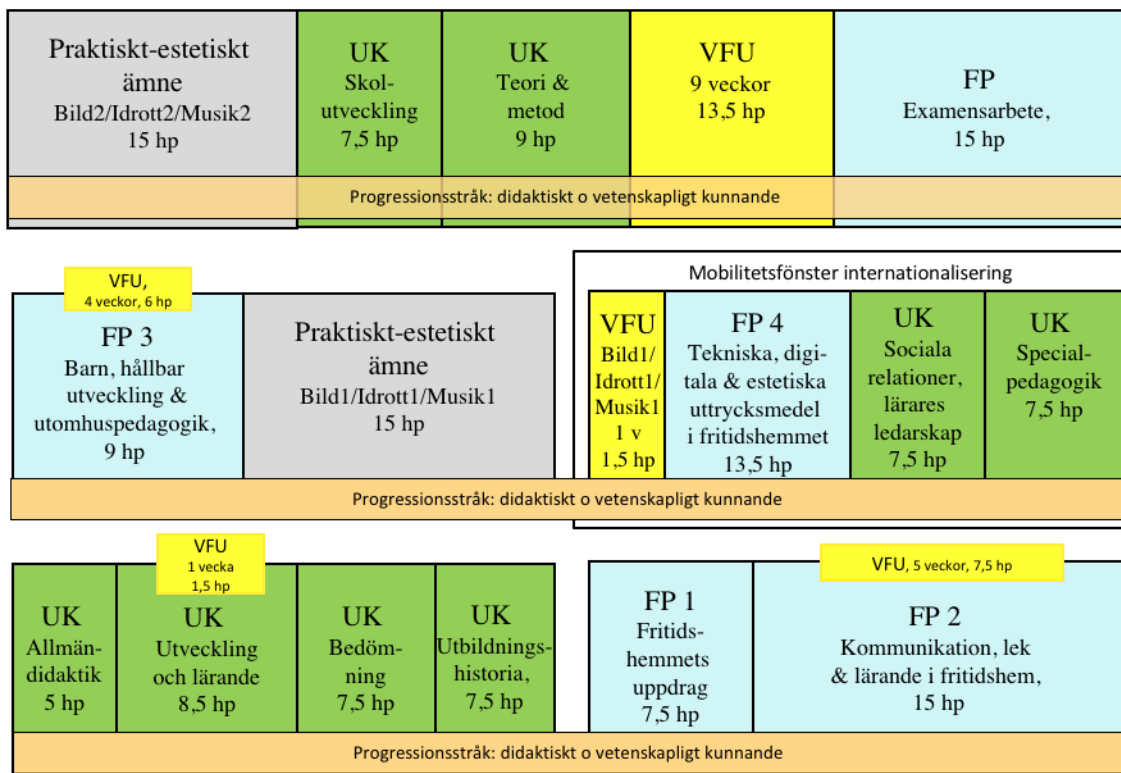 Praktiskt-estetiskt
ämne
Bild2/Idrott2/Musik2
15 hp
UK
Skol-
utveckling
7,5 hp
UK
Teori &
metod
9 hp
VFU
9 veckor
13,5 hp
FP
Examensarbete,
15 hp
Progressionsstråk: didaktiskt o vetenskapligt kunnande
VFU,
4 veckor, 6 hp
FP 3
Barn, hållbar
utveckling &
utomhuspedagogik,
9 hp
Praktiskt-estetiskt
ämne
Bild1/Idrott1/Musik1
15 hp
Mobilitetsfönster internationalisering
VFU
Bild1/
Idrott1/
Musik1
1 v
1,5 hp
FP 4
Tekniska, digi-
tala & estetiska
uttrycksmedel
i fritidshemmet
13,5 hp
UK
Sociala
relationer,
lärares
ledarskap
7,5 hp
UK
Special-
pedagogik
7,5 hp
Progressionsstråk: didaktiskt o vetenskapligt kunnande
UK
Allmän-
didaktik
5 hp
VFU
1 vecka
1,5 hp
UK
Utveckling
och lärande
8,5 hp
UK
Bedöm-
ning
7,5 hp
UK
Utbildnings-
historia,
7,5 hp
FP 1
Fritids-
hemmets
uppdrag
7,5 hp
VFU, 5 veckor, 7,5 hp
FP 2
Kommunikation, lek
& lärande i fritidshem,
15 hp
Progressionsstråk: didaktiskt o vetenskapligt kunnande